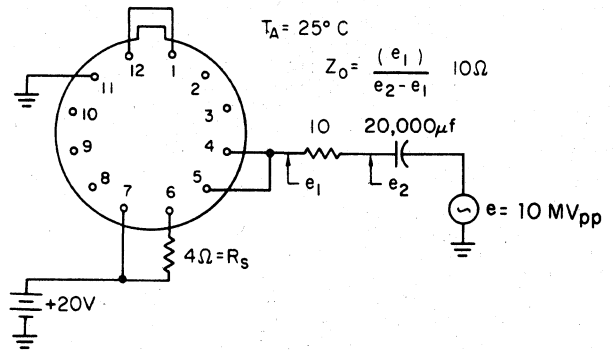 T_A = 25° C
Z_O = (e_1) / e_2 - e_1 10Ω
12 1
11 2
10 3
9 4
8 5
7 6
10 20,000μf
e_1 e_2
e = 10 MV_PP
4Ω = R_S
+20V